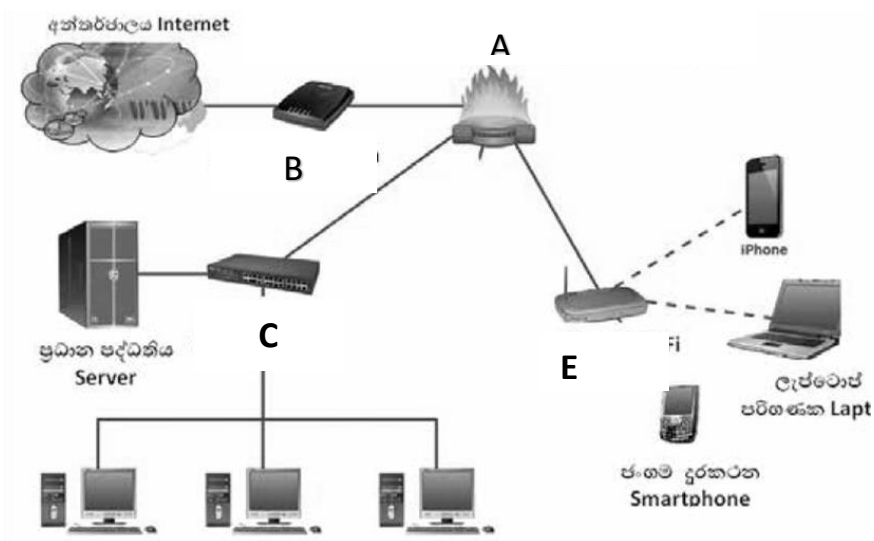 අන්තර්ජාලය Internet
A
B
iPhone
ප්‍රධාන පද්ධතිය
Server
C
Fi
E
ලැප්ටොප්
පරිගණක Lapt
ජංගම දුරකථන
Smartphone